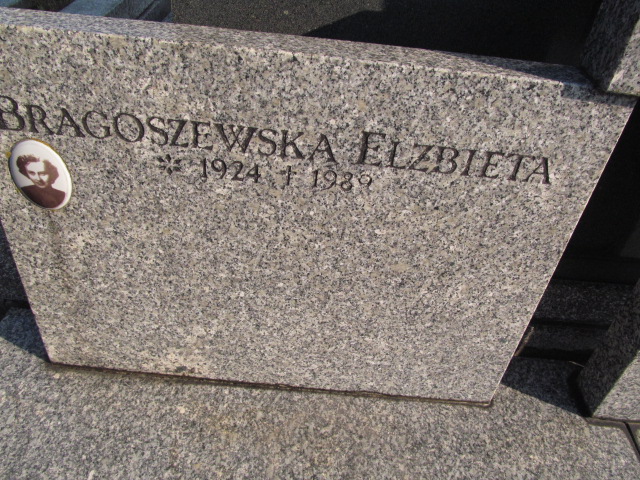 BRAGOSZEWSKA ELZBIETA
* 1924 † 1989